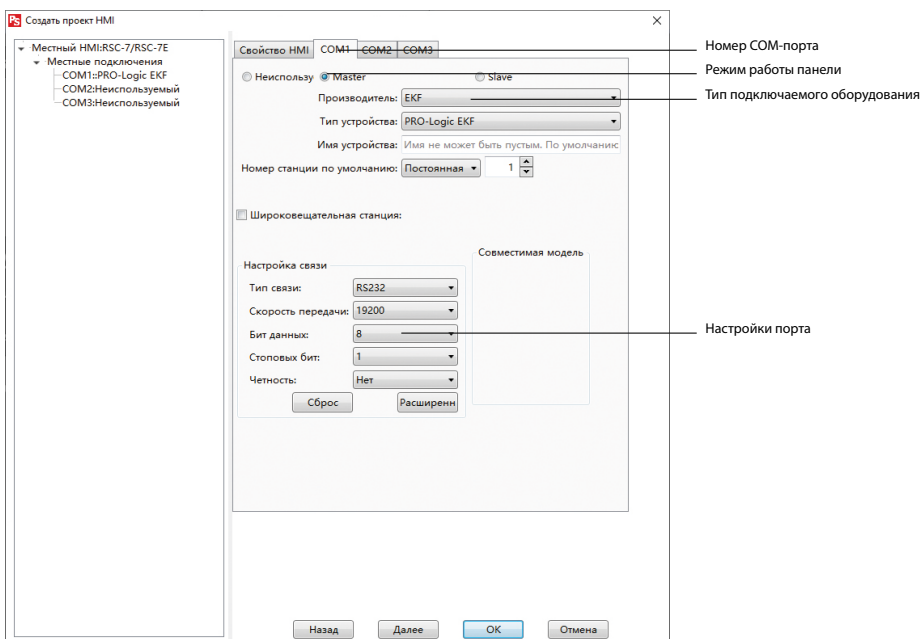 PS Создать проект HMI
Местный HMI:RSC-7/RSC-7E
Местные подключения
COM1::PRO-Logic EKF
COM2:Неиспользуемый
COM3:Неиспользуемый
Свойство HMI COM1 COM2 COM3
Номер COM-порта
Неиспользу Master Slave
Режим работы панели
Производитель: EKF
Тип подключаемого оборудования
Тип устройства: PRO-Logic EKF
Имя устройства: Имя не может быть пустым. По умолчанию
Номер станции по умолчанию: Постоянная 1
Широковещательная станция:
Настройка связи
Совместимая модель
Тип связи: RS232
Скорость передачи: 19200
Бит данных: 8
Настройки порта
Стоповых бит: 1
Четность: Нет
Сброс Расширенн
Назад Далее OK Отмена